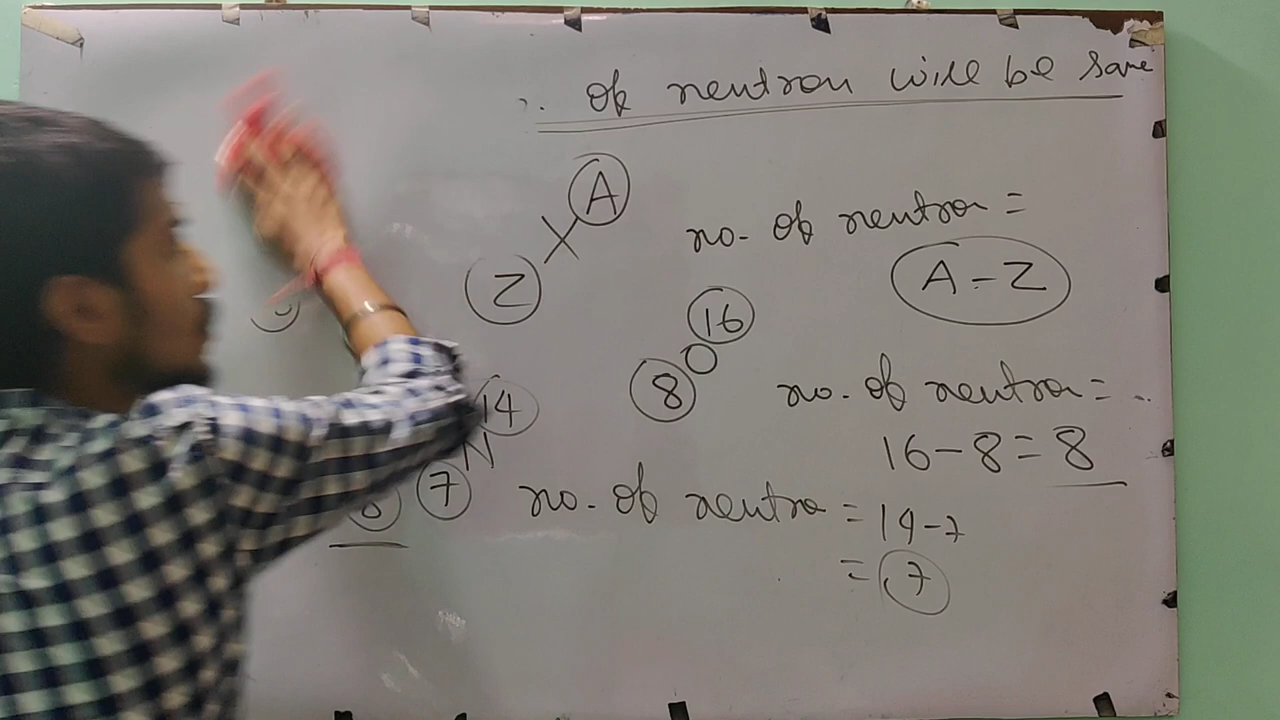 of neutron will be same
X A
Z
no. of neutron =
A - Z
16
O
8
no. of neutron =
16 - 8 = 8
14
N
7
no. of neutro = 14 - 7
= 7